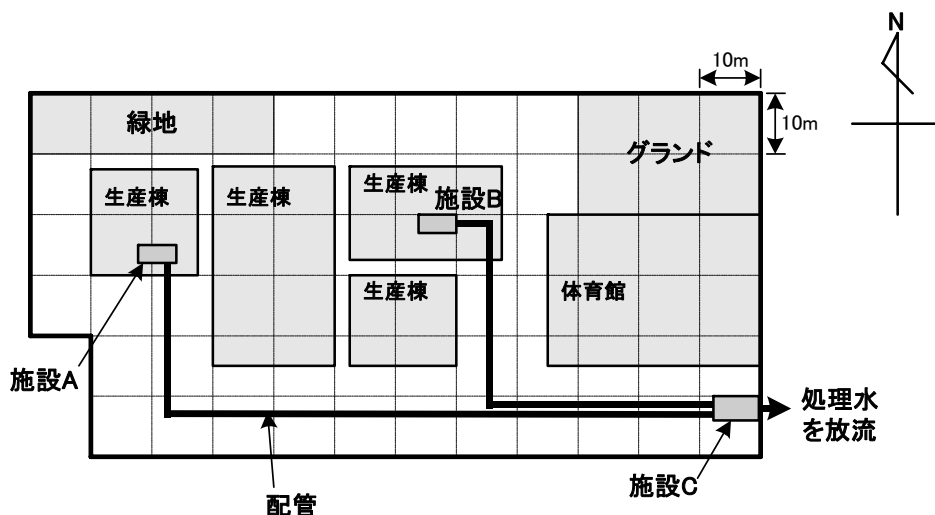 N
10m
10m
緑地
グランド
生産棟
生産棟
生産棟
施設B
生産棟
体育館
施設A
処理水
を放流
施設C
配管